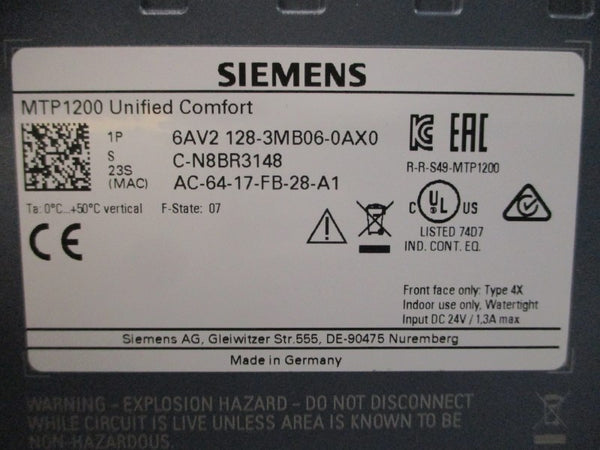 SIEMENS
MTP1200 Unified Comfort
1P 6AV2 128-3MB06-0AX0
S C-N8BR3148
23S (MAC) AC-64-17-FB-28-A1
R-R-S49-MTP1200
Ta: 0°C...+50°C vertical F-State: 07
C UL US
LISTED 74D7
IND. CONT. EQ.
CE
EAC
Front face only: Type 4X
Indoor use only, Watertight
Input DC 24V / 1,3A max
Siemens AG, Gleiwitzer Str.555, DE-90475 Nuremberg
Made in Germany
WARNING - EXPLOSION HAZARD - DO NOT DISCONNECT
WHILE CIRCUIT IS LIVE UNLESS AREA IS KNOWN TO BE
NON-HAZARDOUS.